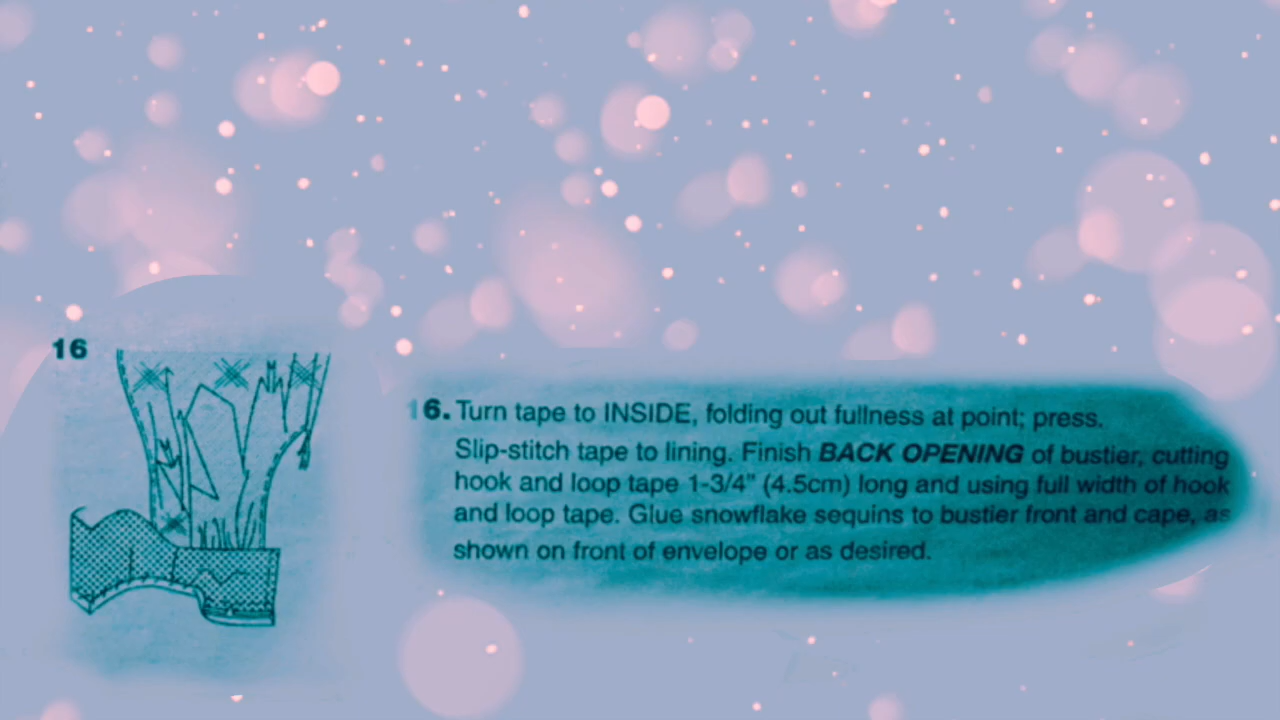 16
16. Turn tape to INSIDE, folding out fullness at point; press.
Slip-stitch tape to lining. Finish BACK OPENING of bustier, cutting
hook and loop tape 1-3/4" (4.5cm) long and using full width of hook
and loop tape. Glue snowflake sequins to bustier front and cape, as
shown on front of envelope or as desired.